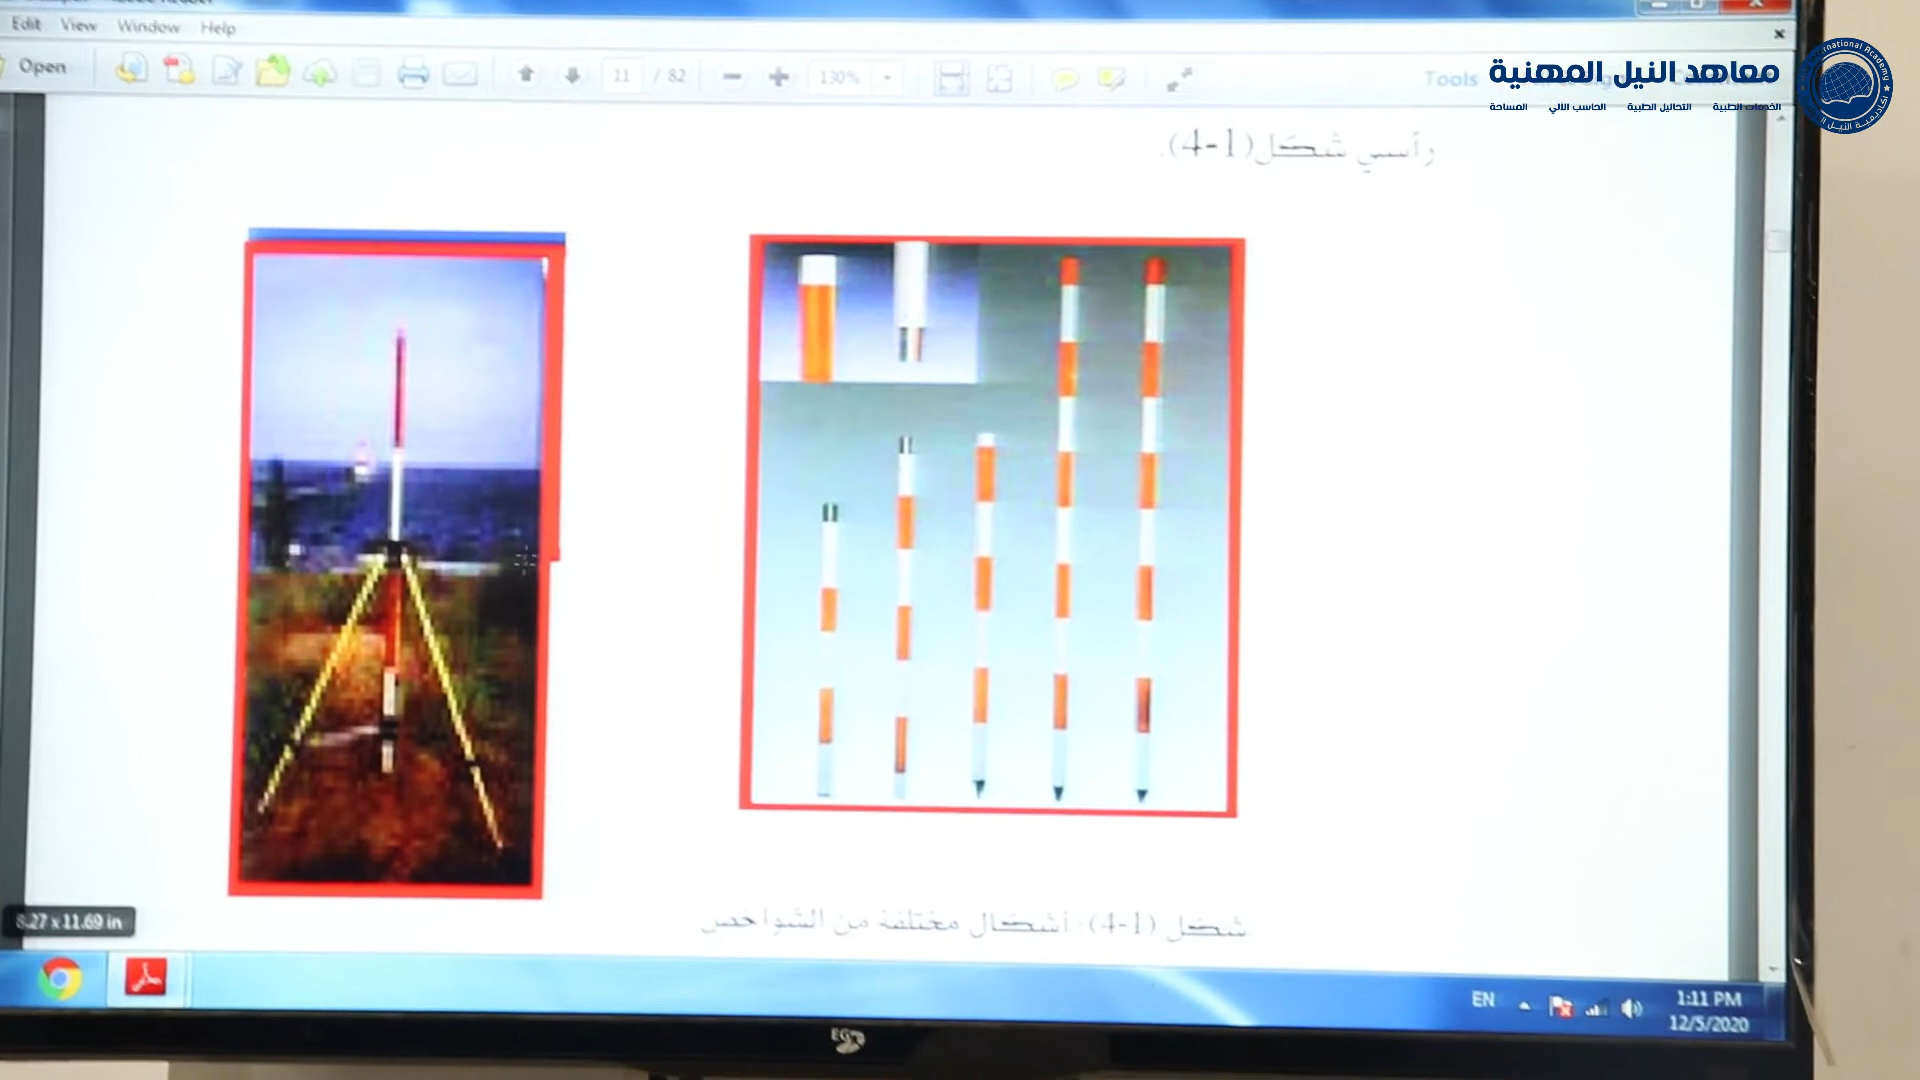 Edit View Window Help
Open 11 / 82 130% Tools
معاهد النيل المهنية
الخدمات الطبية التحاليل الطبية الحاسب الآلي المساحة
رأسي شكل(1-4).
شكل (1-4): أشكال مختلفة من الشواخص
8.27 x 11.69 in
EN 1:11 PM
12/5/2020